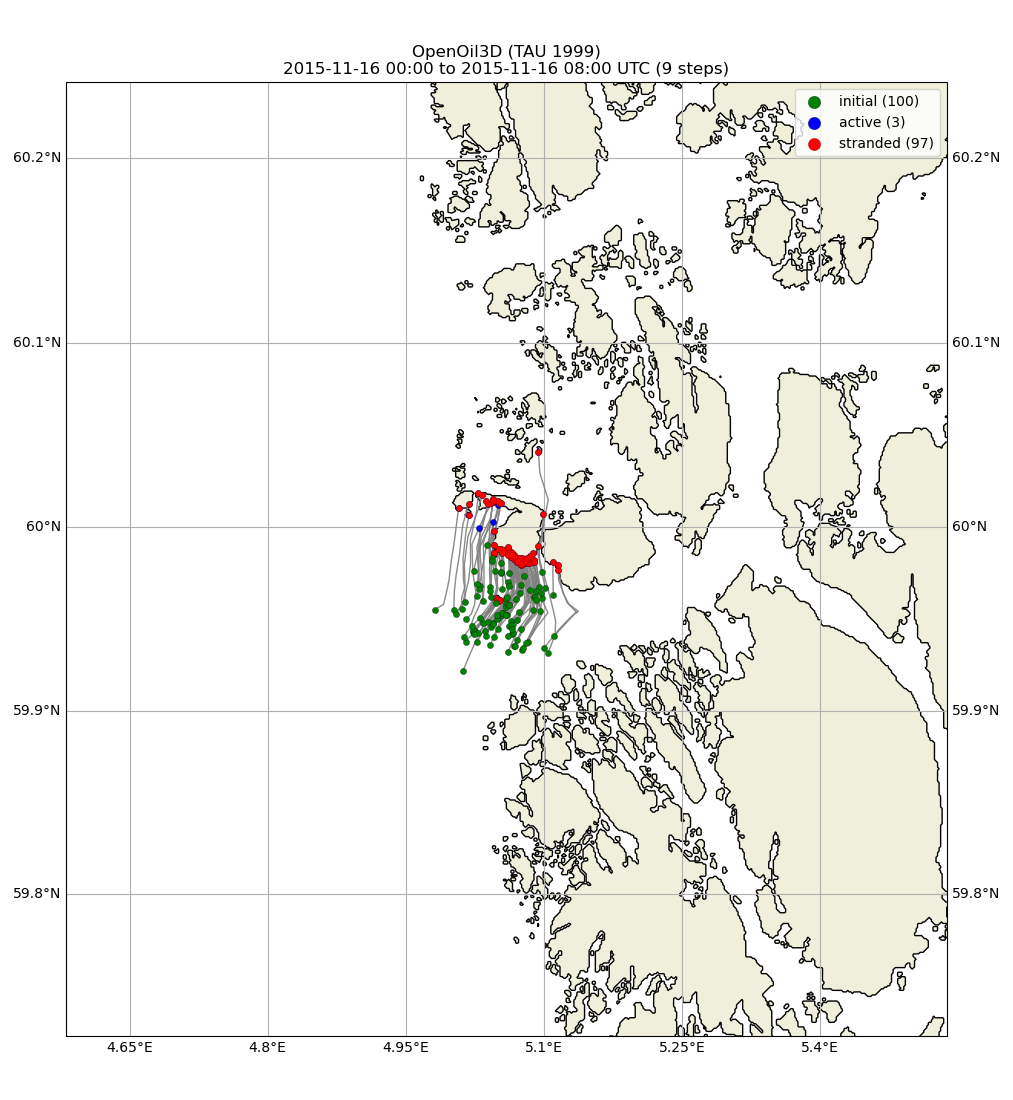 OpenOil3D (TAU 1999)
2015-11-16 00:00 to 2015-11-16 08:00 UTC (9 steps)
initial (100)
active (3)
stranded (97)
60.2°N 60.2°N
60.1°N 60.1°N
60°N 60°N
59.9°N 59.9°N
59.8°N 59.8°N
4.65°E 4.8°E 4.95°E 5.1°E 5.25°E 5.4°E